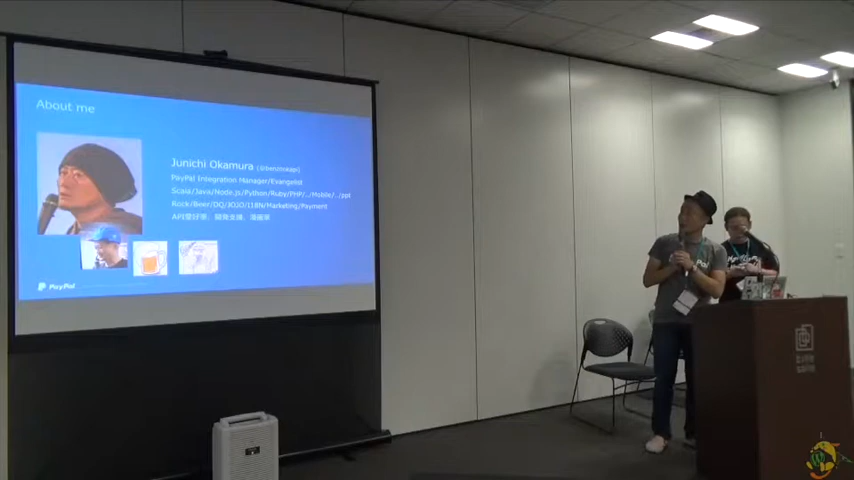 About me
Junichi Okamura
PayPal Integration Manager/Evangelist
Scala/Java/Node.js/Python/Ruby/PHP/../Mobile/../ppt
Rock/Beer/DQ/JOJO/I18N/Marketing/Payment
PayPal